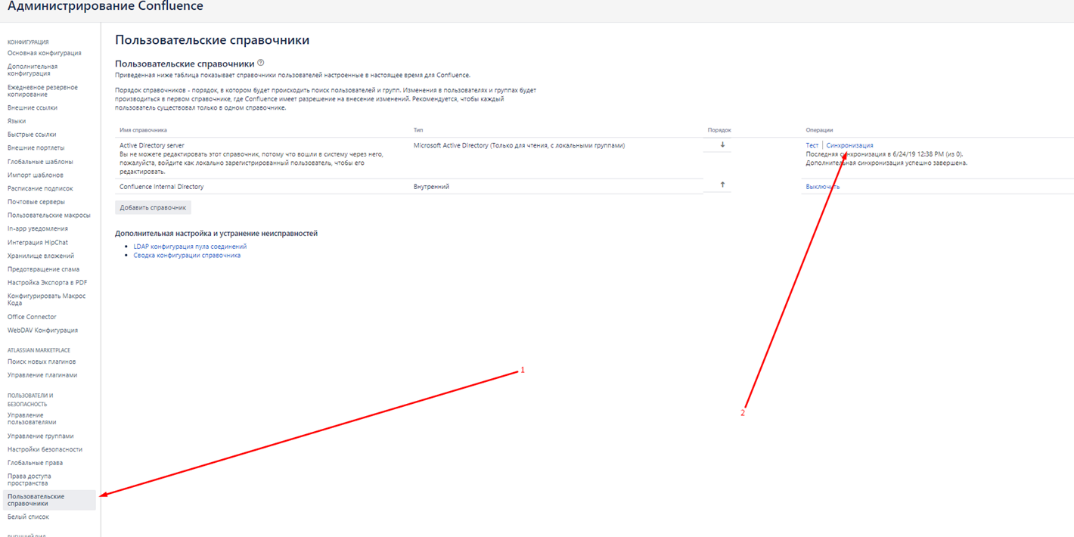 Администрирование Confluence
КОНФИГУРАЦИЯ
Основная конфигурация
Дополнительная
конфигурация
Ежедневное резервное
копирование
Внешние ссылки
Языки
Быстрые ссылки
Внешние портлеты
Глобальные шаблоны
Импорт шаблонов
Расписание подписок
Почтовые серверы
Пользовательские макросы
In-app уведомления
Интеграция HipChat
Хранилище вложений
Предотвращение спама
Настройка Экспорта в PDF
Конфигурировать Макрос
Кода
Office Connector
WebDAV Конфигурация
ATLASSIAN MARKETPLACE
Поиск новых плагинов
Управление плагинами
ПОЛЬЗОВАТЕЛИ И
БЕЗОПАСНОСТЬ
Управление
пользователями
Управление группами
Настройки безопасности
Глобальные права
Права доступа
пространства
Пользовательские
справочники
Белый список
Пользовательские справочники
Пользовательские справочники
Приведенная ниже таблица показывает справочники пользователей настроенные в настоящее время для Confluence.
Порядок справочников - порядок, в котором будет происходить поиск пользователей и групп. Изменения в пользователях и группах будет
производиться в первом справочнике, где Confluence имеет разрешение на внесение изменений. Рекомендуется, чтобы каждый
пользователь существовал только в одном справочнике.
Имя справочника Тип Порядок Операции
Active Directory server Microsoft Active Directory (Только для чтения, с локальными группами) Тест Синхронизация
Вы не можете редактировать этот справочник, потому что вошли в систему через него, Последняя синхронизация в 6/24/19 12:38 PM (из 0).
пожалуйста, войдите как локально зарегистрированный пользователь, чтобы его Дополнительная синхронизация успешно завершена.
редактировать.
Confluence Internal Directory Внутренний Выключить
Добавить справочник
Дополнительная настройка и устранение неисправностей
LDAP конфигурация пула соединений
Сводка конфигурации справочника
1
2